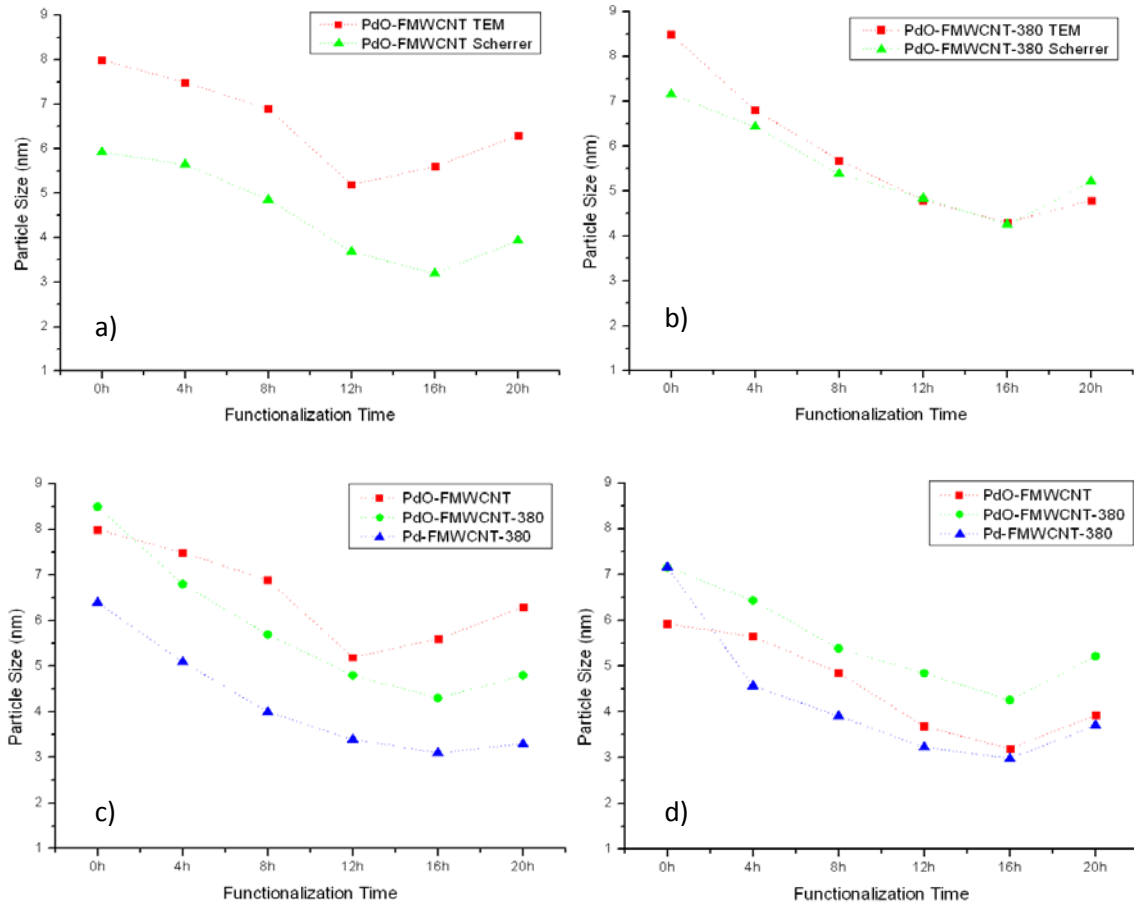 PdO-FMWCNT TEM
PdO-FMWCNT Scherrer
9
8
7
6
5
4
3
2
1
Particle Size (nm)
a)
0h 4h 8h 12h 16h 20h
Functionalization Time
PdO-FMWCNT-380 TEM
PdO-FMWCNT-380 Scherrer
9
8
7
6
5
4
3
2
1
Particle Size (nm)
b)
0h 4h 8h 12h 16h 20h
Functionalization Time
PdO-FMWCNT
PdO-FMWCNT-380
Pd-FMWCNT-380
9
8
7
6
5
4
3
2
1
Particle Size (nm)
c)
0h 4h 8h 12h 16h 20h
Functionalization Time
PdO-FMWCNT
PdO-FMWCNT-380
Pd-FMWCNT-380
9
8
7
6
5
4
3
2
1
Particle Size (nm)
d)
0h 4h 8h 12h 16h 20h
Functionalization Time